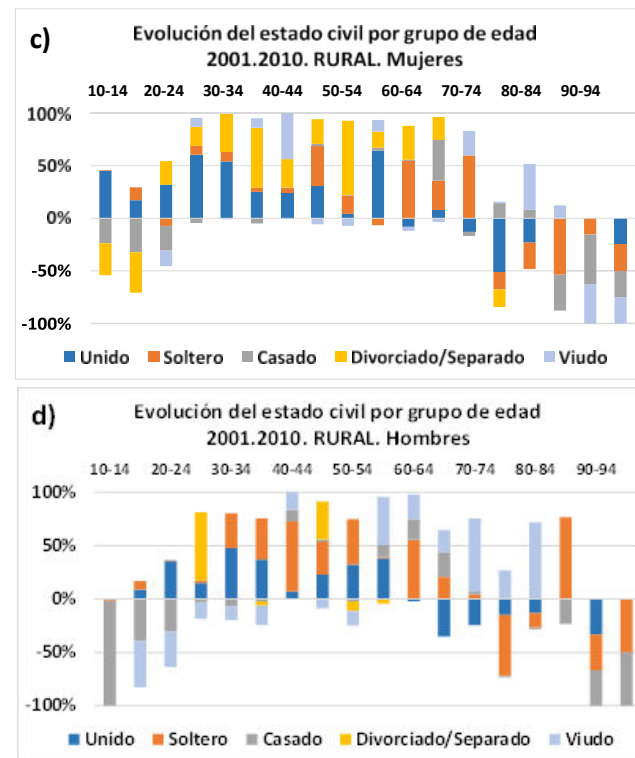 c)
Evolución del estado civil por grupo de edad
2001.2010. RURAL. Mujeres
10-14 20-24 30-34 40-44 50-54 60-64 70-74 80-84 90-94
100%
50%
0%
-50%
-100%
Unido Soltero Casado Divorciado/Separado Viudo
d)
Evolución del estado civil por grupo de edad
2001.2010. RURAL. Hombres
10-14 20-24 30-34 40-44 50-54 60-64 70-74 80-84 90-94
100%
50%
0%
-50%
-100%
Unido Soltero Casado Divorciado/Separado Viudo